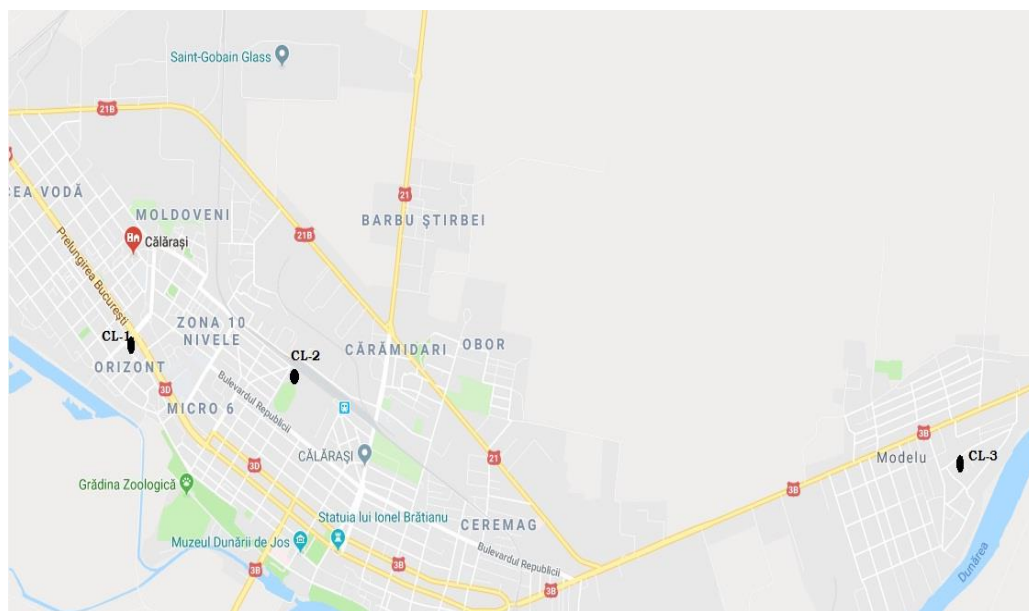 Saint-Gobain Glass
21B
CEA VODĂ
MOLDOVENI
21
BARBU ȘTIRBEI
Călărași
21B
Prelungirea București
ZONA 10
NIVELE
CL-1
CL-2
CĂRĂMIDARI
OBOR
ORIZONT
3D
Bulevardul Republicii
MICRO 6
3B
Modelu
CL-3
CĂLĂRAȘI
21
3D
Grădina Zoologică
3B
Statuia lui Ionel Brătianu
CEREMAG
Muzeul Dunării de Jos
Bulevardul Republicii
3B
3B
3B
Dunărea